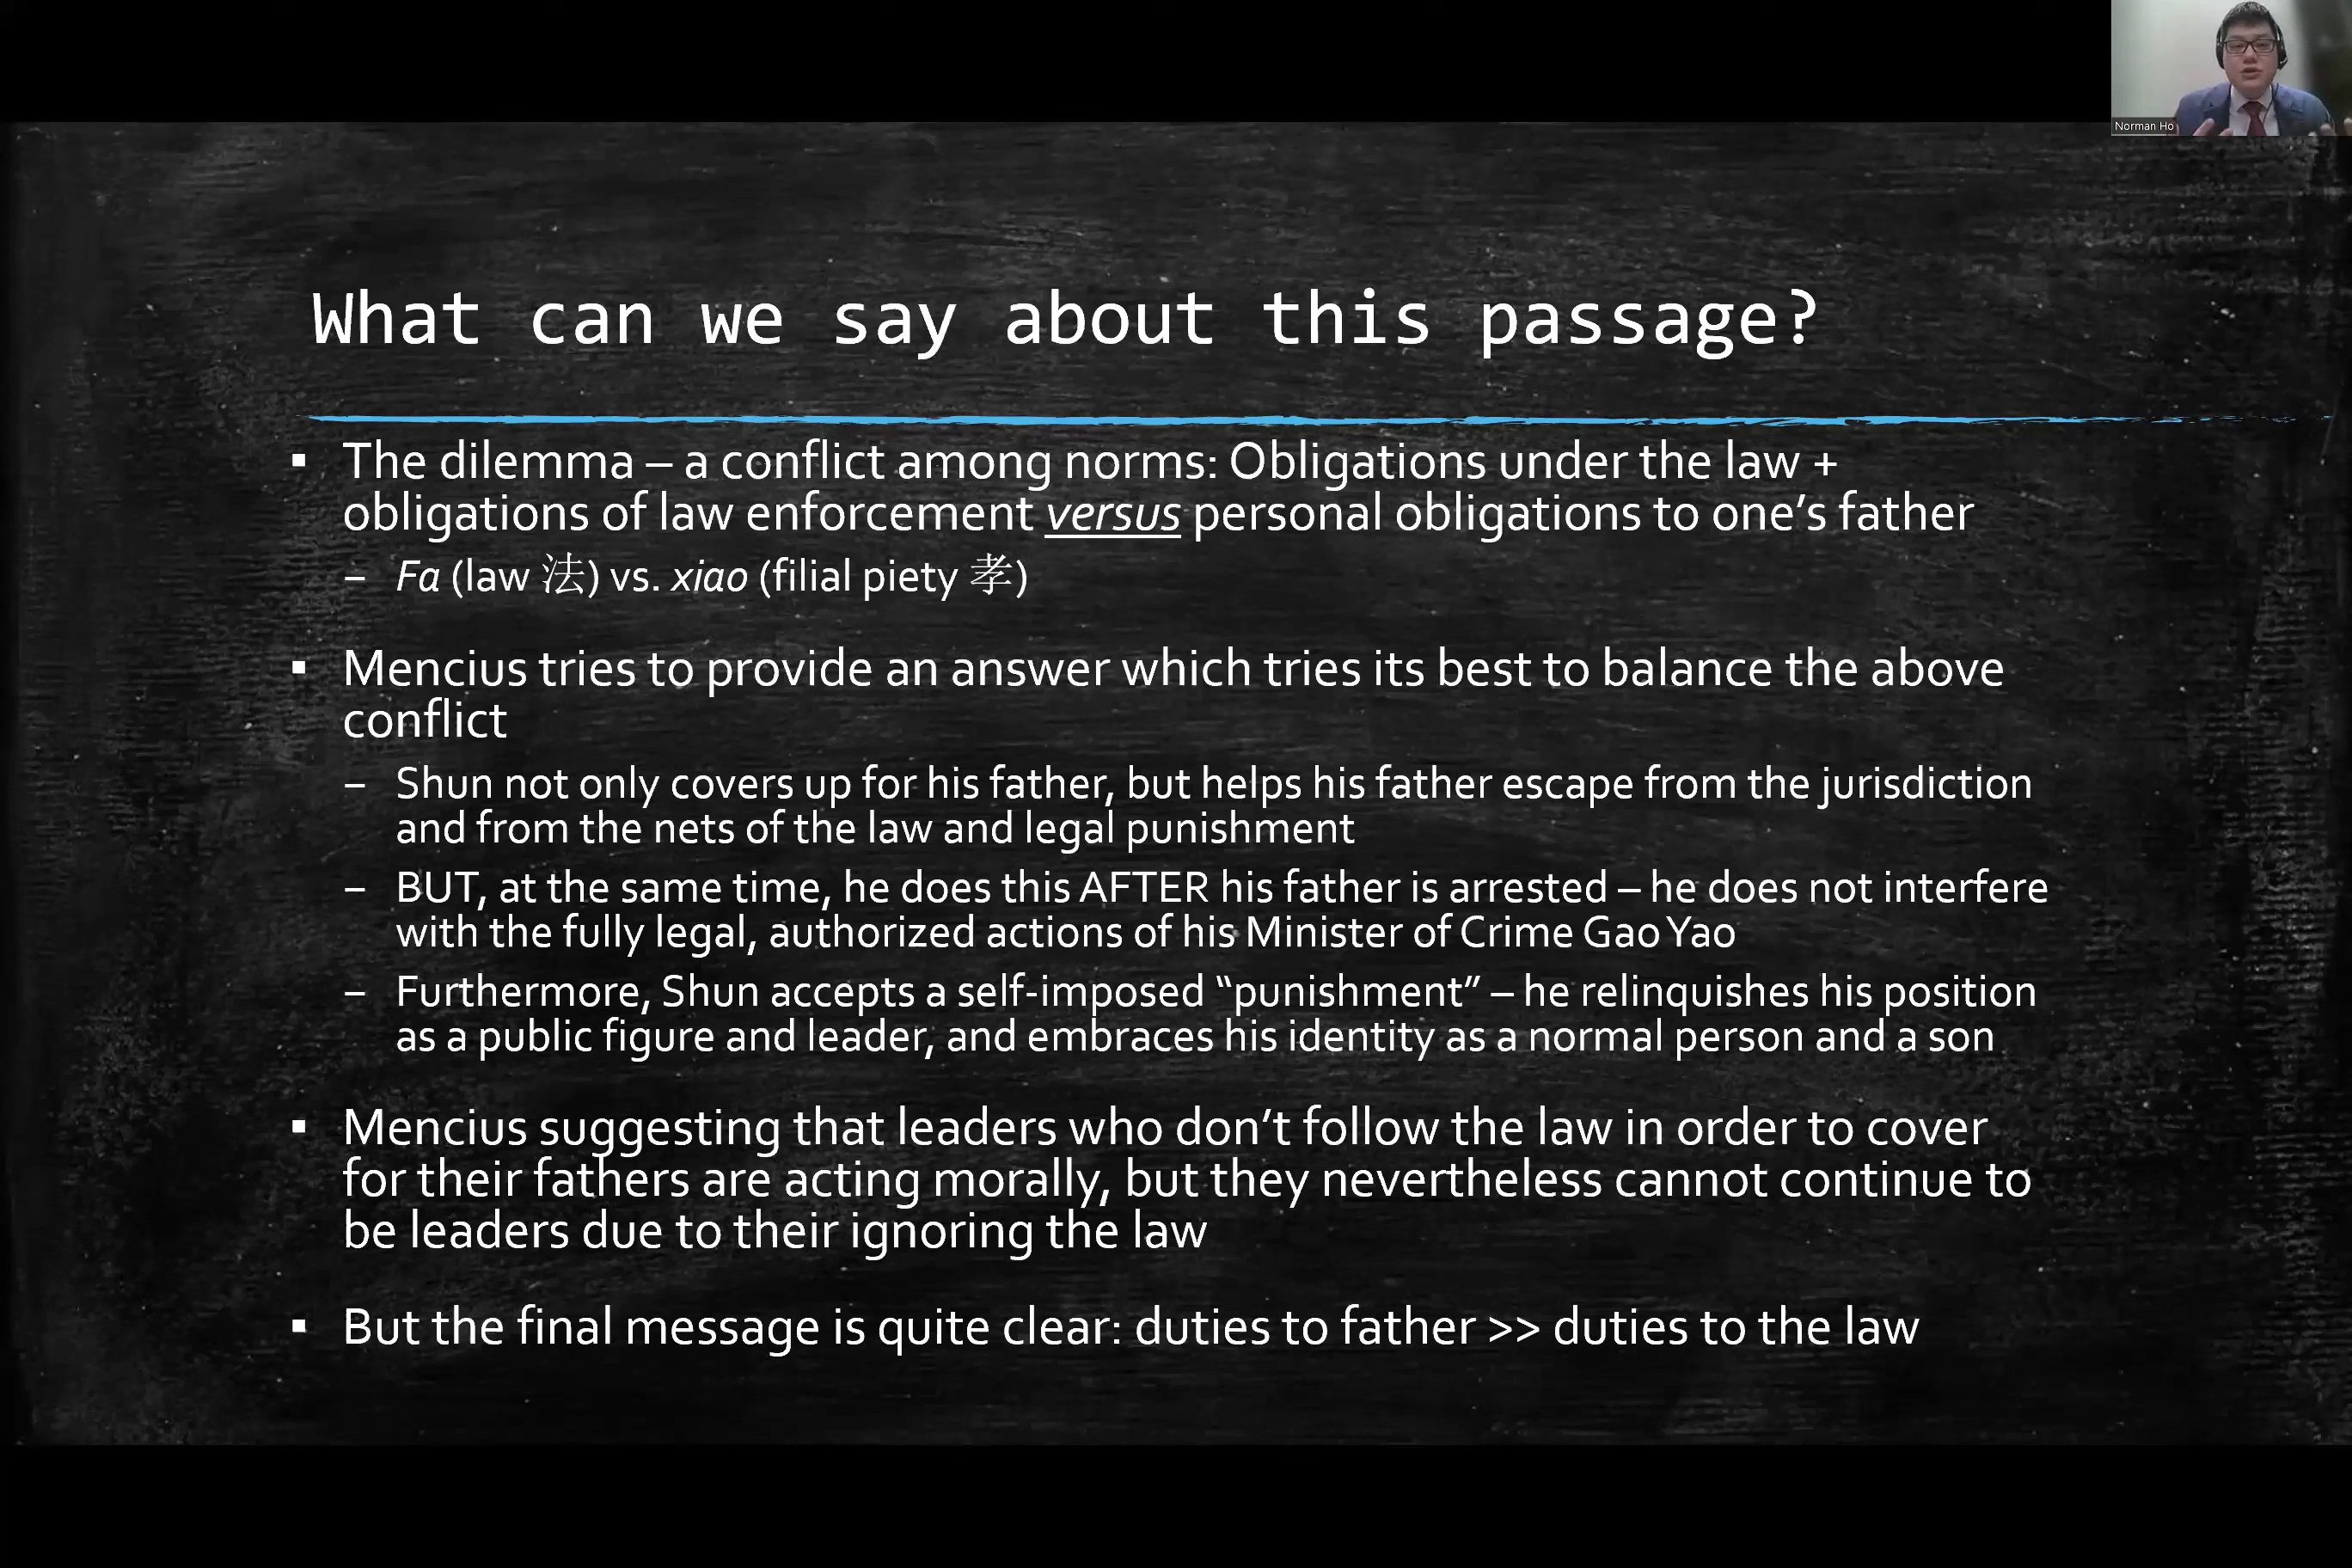 Norman Ho
What can we say about this passage?
▪ The dilemma – a conflict among norms: Obligations under the law +
obligations of law enforcement versus personal obligations to one’s father
– Fa (law 法) vs. xiao (filial piety 孝)
▪ Mencius tries to provide an answer which tries its best to balance the above
conflict
– Shun not only covers up for his father, but helps his father escape from the jurisdiction
and from the nets of the law and legal punishment
– BUT, at the same time, he does this AFTER his father is arrested – he does not interfere
with the fully legal, authorized actions of his Minister of Crime Gao Yao
– Furthermore, Shun accepts a self-imposed “punishment” – he relinquishes his position
as a public figure and leader, and embraces his identity as a normal person and a son
▪ Mencius suggesting that leaders who don’t follow the law in order to cover
for their fathers are acting morally, but they nevertheless cannot continue to
be leaders due to their ignoring the law
▪ But the final message is quite clear: duties to father >> duties to the law